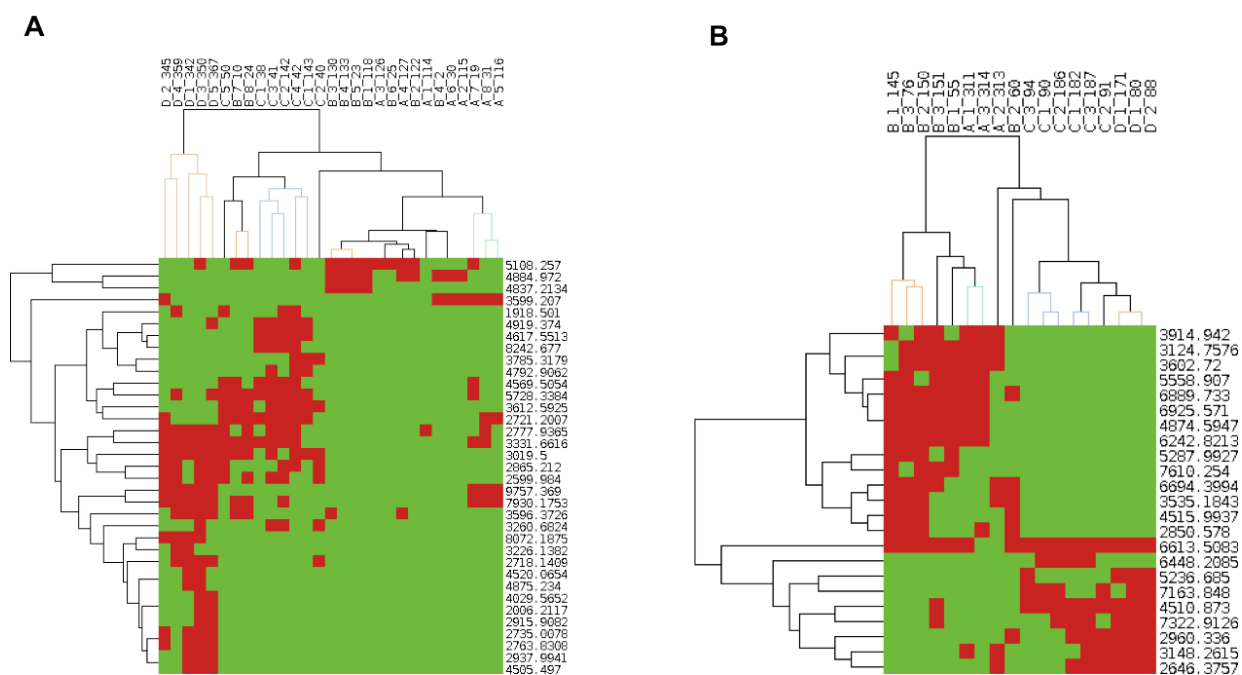 A
D_2_345
D_4_359
D_1_342
D_3_350
D_5_367
C_5_50
B_7_10
B_8_24
C_1_38
C_3_41
C_2_142
C_4_42
C_1_143
C_2_40
B_3_130
B_4_133
B_5_23
B_1_118
A_3_126
B_6_25
A_4_127
B_2_122
A_1_114
B_4_2
A_6_30
A_2_115
A_7_19
A_8_31
A_5_116
5108.257
4884.972
4837.2134
3599.207
1918.501
4919.374
4617.5513
8242.677
3785.3179
4792.9062
4569.5054
5728.3384
3612.5925
2721.2007
2777.9365
3331.6616
3019.5
2865.212
2599.984
9757.369
7930.1753
3596.3726
3260.6824
8072.1875
3226.1382
2718.1409
4520.0654
4875.234
4029.5652
2006.2117
2915.9082
2735.0078
2763.8308
2937.9941
4505.497
B
B_1_145
B_3_76
B_2_150
B_3_151
B_1_55
A_1_311
A_3_314
A_2_313
B_2_60
C_3_94
C_1_90
C_2_186
C_1_182
C_3_187
C_2_91
D_1_171
D_1_80
D_2_88
3914.942
3124.7576
3602.72
5558.907
6889.733
6925.571
4874.5947
6242.8213
5287.9927
7610.254
6694.3994
3535.1843
4515.9937
2850.578
6613.5083
6448.2085
5236.685
7163.848
4510.873
7322.9126
2960.336
3148.2615
2646.3757